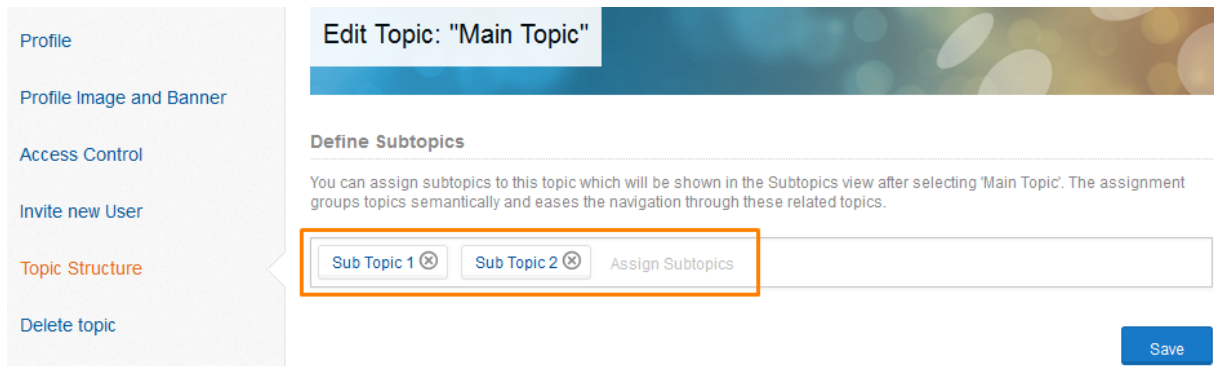 Profile
Profile Image and Banner
Access Control
Invite new User
Topic Structure
Delete topic
Edit Topic: "Main Topic"
Define Subtopics
You can assign subtopics to this topic which will be shown in the Subtopics view after selecting 'Main Topic'. The assignment
groups topics semantically and eases the navigation through these related topics.
Sub Topic 1 Sub Topic 2 Assign Subtopics
Save